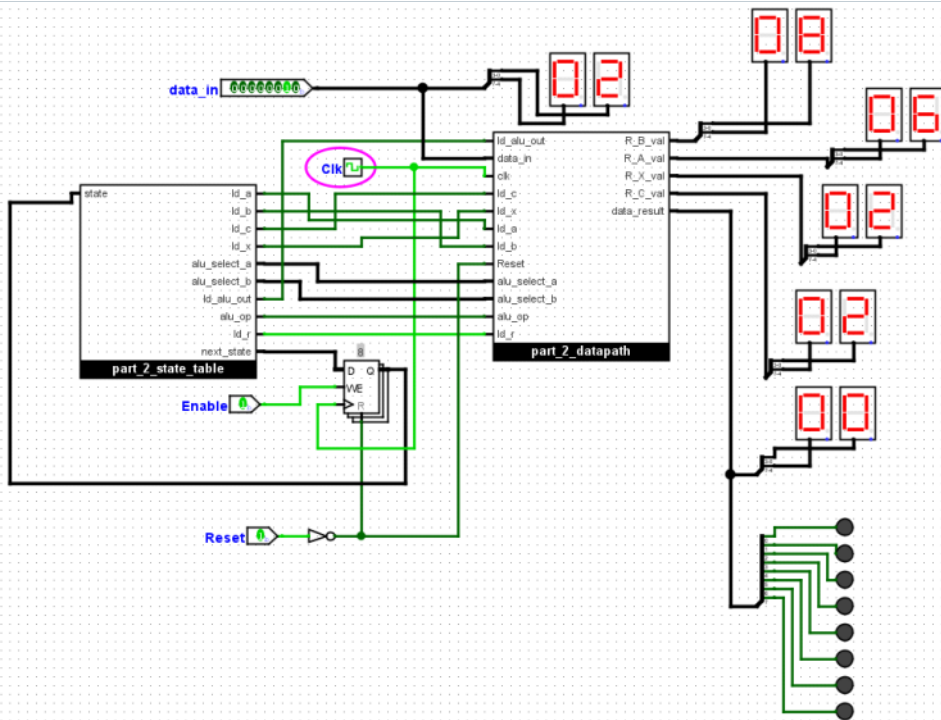 08
data_in
00000010
02
ld_alu_out
R_B_val
06
data_in
R_A_val
Clk
clk
R_X_val
state
ld_a
ld_c
R_C_val
02
ld_b
ld_x
data_result
ld_c
ld_a
ld_x
ld_b
alu_select_a
Reset
alu_select_b
alu_select_a
ld_alu_out
alu_select_b
alu_op
alu_op
02
ld_r
ld_r
next_state
part_2_datapath
part_2_state_table
8
D Q
WE
Enable
R
00
Reset